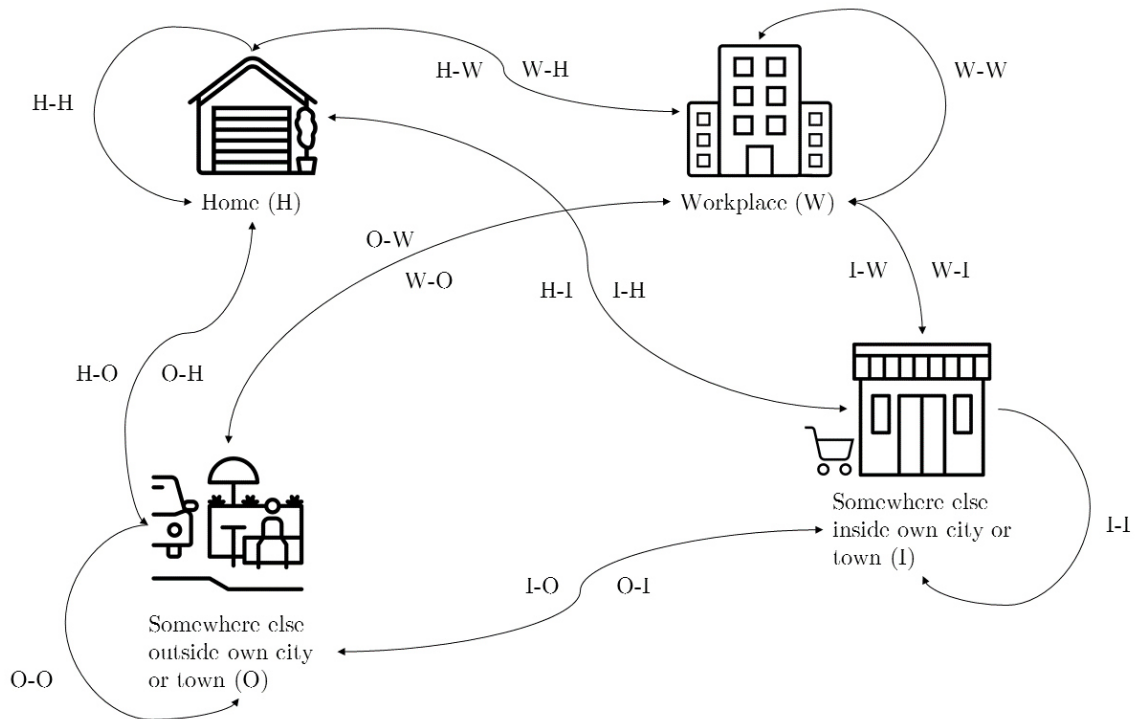 H-W
W-H
W-W
H-H
Home (H)
Workplace (W)
O-W
W-O
I-W
W-I
H-I
I-H
H-O
O-H
Somewhere else
inside own city or
town (I)
I-I
I-O
O-I
Somewhere else
outside own city
or town (O)
O-O